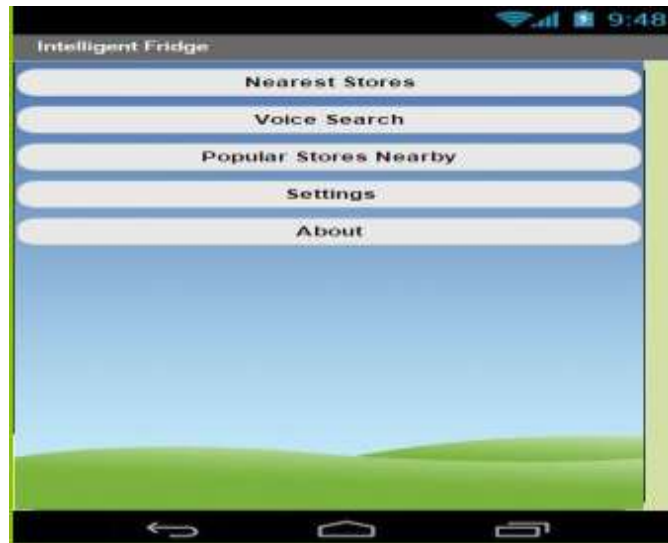 9:48
Intelligent Fridge
Nearest Stores
Voice Search
Popular Stores Nearby
Settings
About